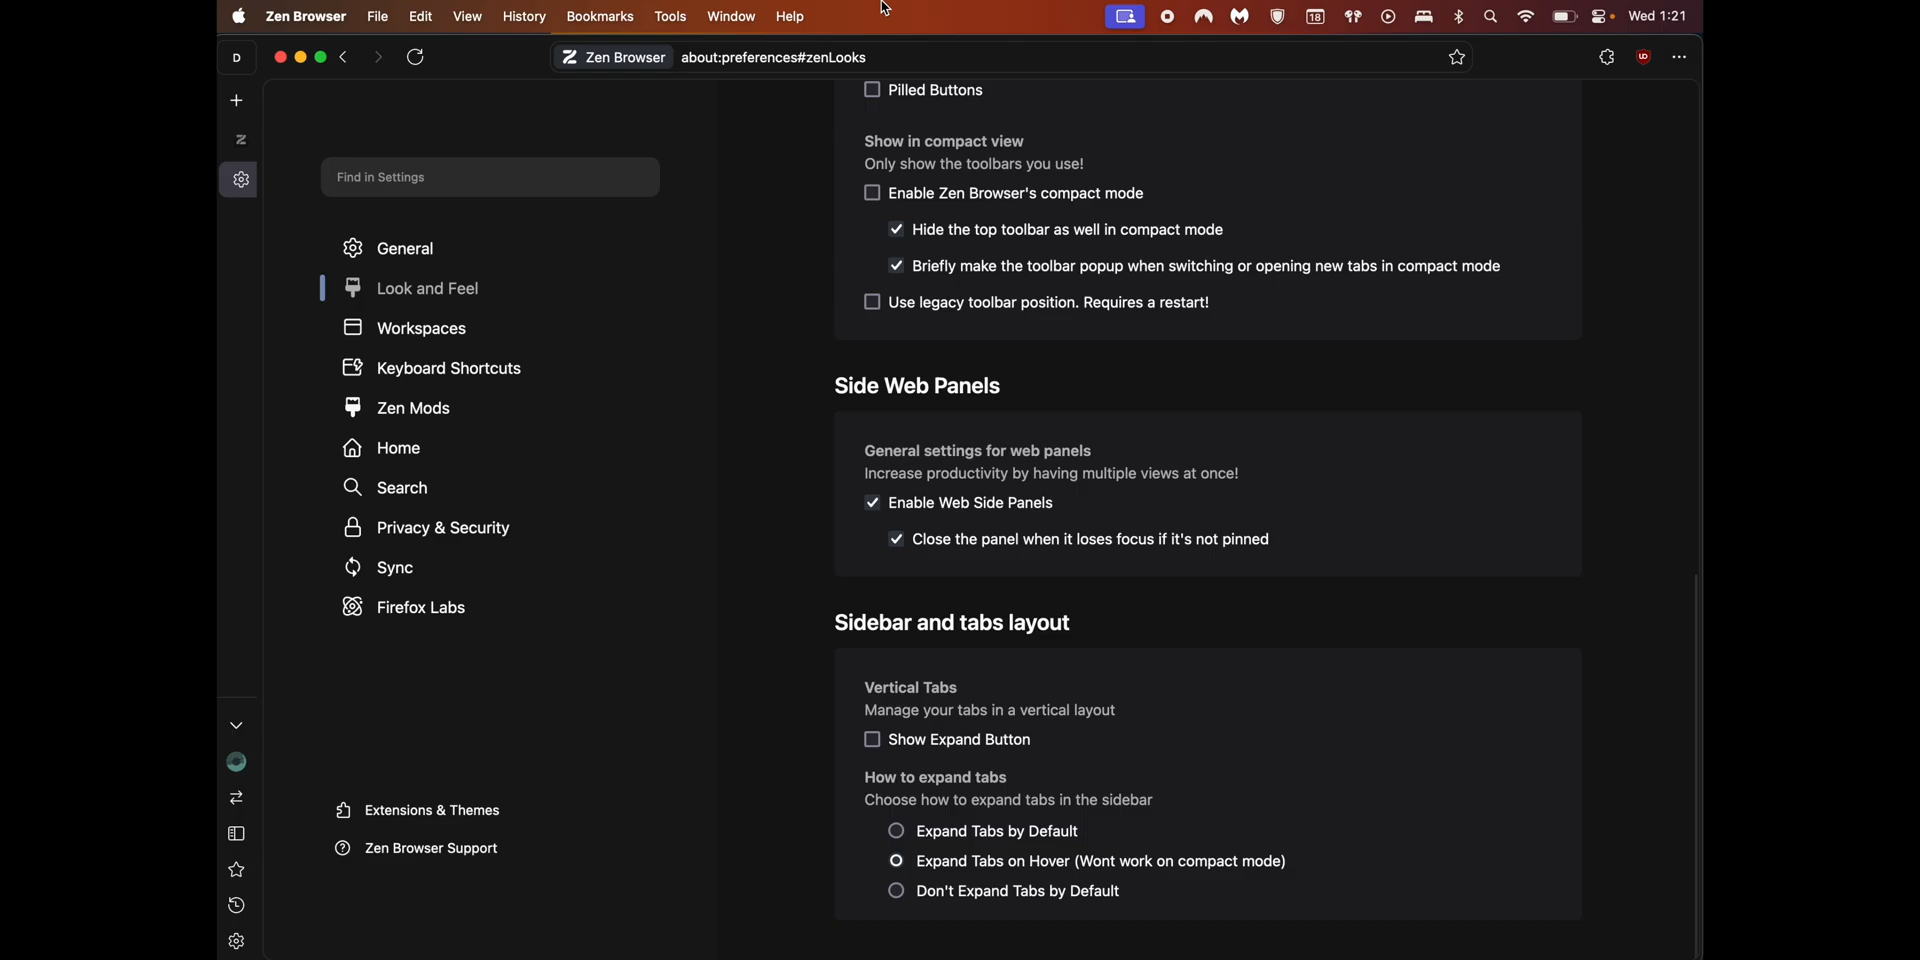 Zen Browser File Edit View History Bookmarks Tools Window Help 18 Wed 1:21
D Zen Browser about:preferences#zenLooks
Pilled Buttons
Show in compact view
Only show the toolbars you use!
Find in Settings
Enable Zen Browser's compact mode
Hide the top toolbar as well in compact mode
General
Briefly make the toolbar popup when switching or opening new tabs in compact mode
Look and Feel
Use legacy toolbar position. Requires a restart!
Workspaces
Keyboard Shortcuts
Side Web Panels
Zen Mods
Home
General settings for web panels
Increase productivity by having multiple views at once!
Search
Enable Web Side Panels
Privacy & Security
Close the panel when it loses focus if it's not pinned
Sync
Firefox Labs
Sidebar and tabs layout
Vertical Tabs
Manage your tabs in a vertical layout
Show Expand Button
How to expand tabs
Choose how to expand tabs in the sidebar
Extensions & Themes
Expand Tabs by Default
Zen Browser Support
Expand Tabs on Hover (Wont work on compact mode)
Don't Expand Tabs by Default